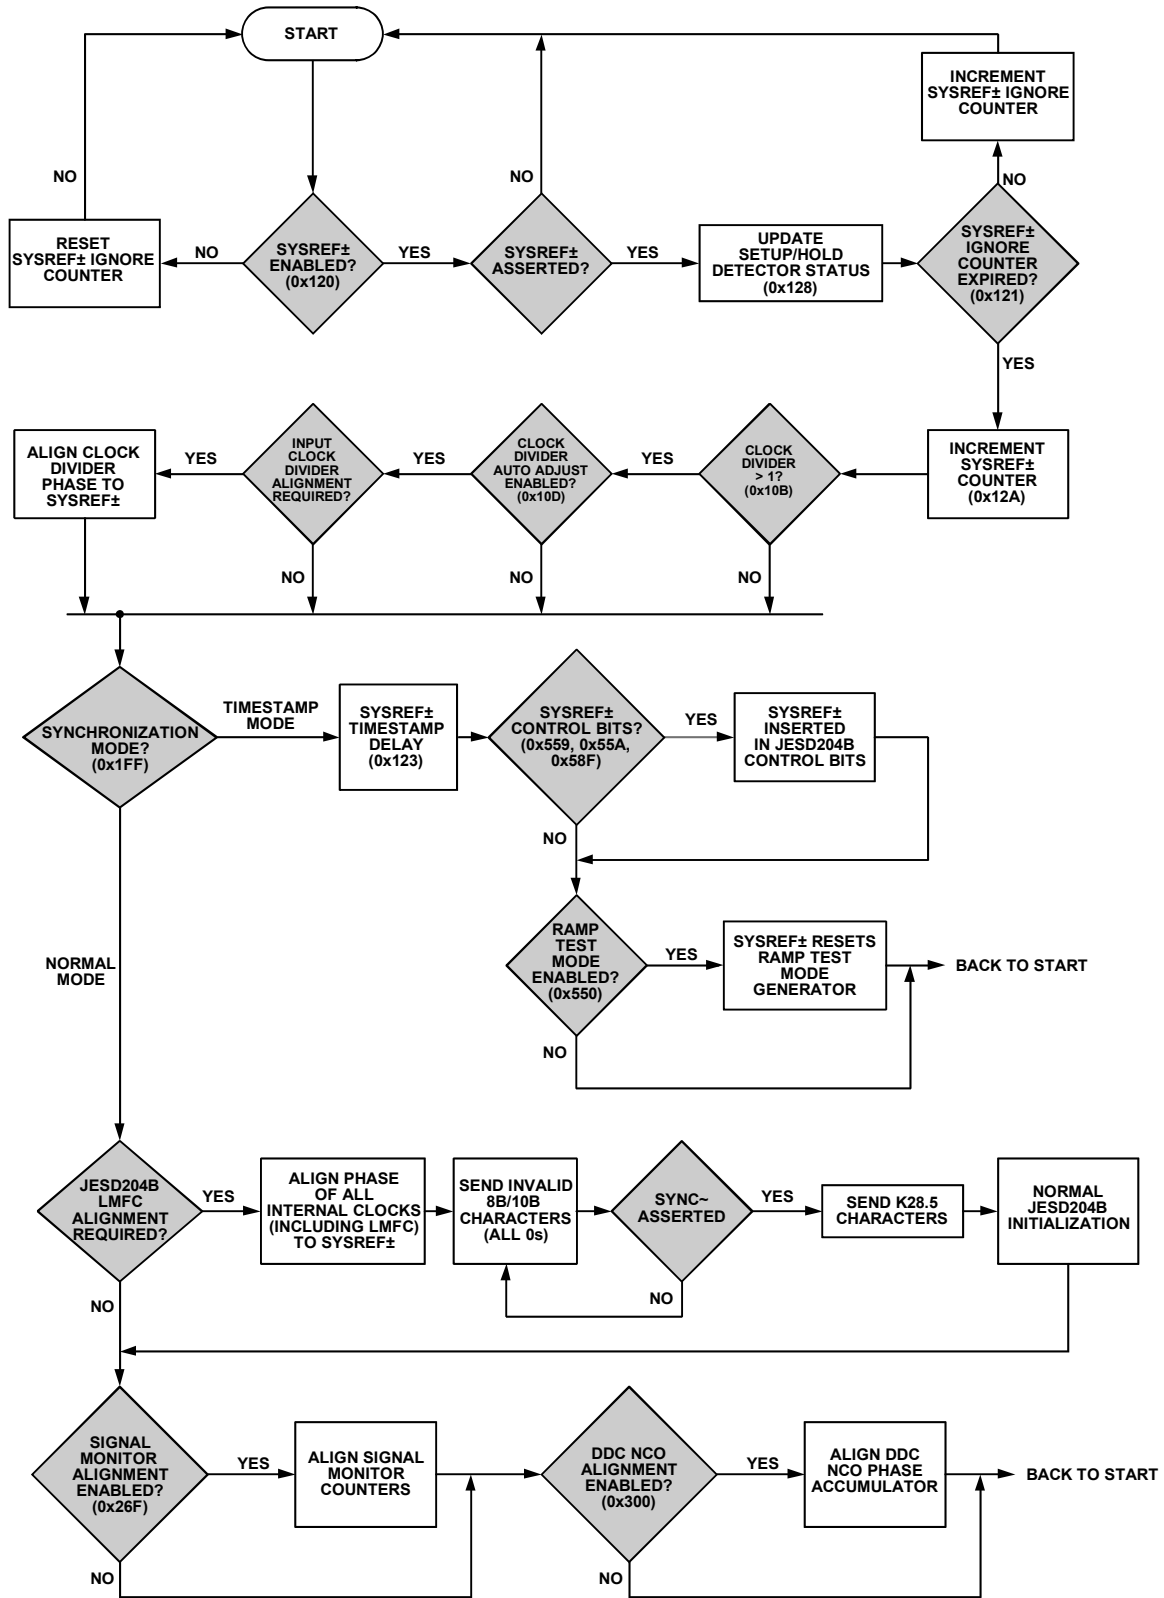 START
INCREMENT
SYSREF± IGNORE
COUNTER
NO
NO
NO
RESET
SYSREF± IGNORE
COUNTER
NO
SYSREF±
ENABLED?
(0x120)
YES
SYSREF±
ASSERTED?
YES
UPDATE
SETUP/HOLD
DETECTOR STATUS
(0x128)
SYSREF±
IGNORE
COUNTER
EXPIRED?
(0x121)
YES
ALIGN CLOCK
DIVIDER
PHASE TO
SYSREF±
YES
INPUT
CLOCK
DIVIDER
ALIGNMENT
REQUIRED?
YES
CLOCK
DIVIDER
AUTO ADJUST
ENABLED?
(0x10D)
YES
CLOCK
DIVIDER
> 1?
(0x10B)
INCREMENT
SYSREF±
COUNTER
(0x12A)
NO
NO
NO
SYNCHRONIZATION
MODE?
(0x1FF)
TIMESTAMP
MODE
SYSREF±
TIMESTAMP
DELAY
(0x123)
SYSREF±
CONTROL BITS?
(0x559, 0x55A,
0x58F)
YES
SYSREF±
INSERTED
IN JESD204B
CONTROL BITS
NO
NORMAL
MODE
RAMP
TEST
MODE
ENABLED?
(0x550)
YES
SYSREF± RESETS
RAMP TEST
MODE
GENERATOR
BACK TO START
NO
JESD204B
LMFC
ALIGNMENT
REQUIRED?
YES
ALIGN PHASE
OF ALL
INTERNAL CLOCKS
(INCLUDING LMFC)
TO SYSREF±
SEND INVALID
8B/10B
CHARACTERS
(ALL 0s)
SYNC~
ASSERTED
YES
SEND K28.5
CHARACTERS
NORMAL
JESD204B
INITIALIZATION
NO
NO
SIGNAL
MONITOR
ALIGNMENT
ENABLED?
(0x26F)
YES
ALIGN SIGNAL
MONITOR
COUNTERS
DDC NCO
ALIGNMENT
ENABLED?
(0x300)
YES
ALIGN DDC
NCO PHASE
ACCUMULATOR
BACK TO START
NO
NO